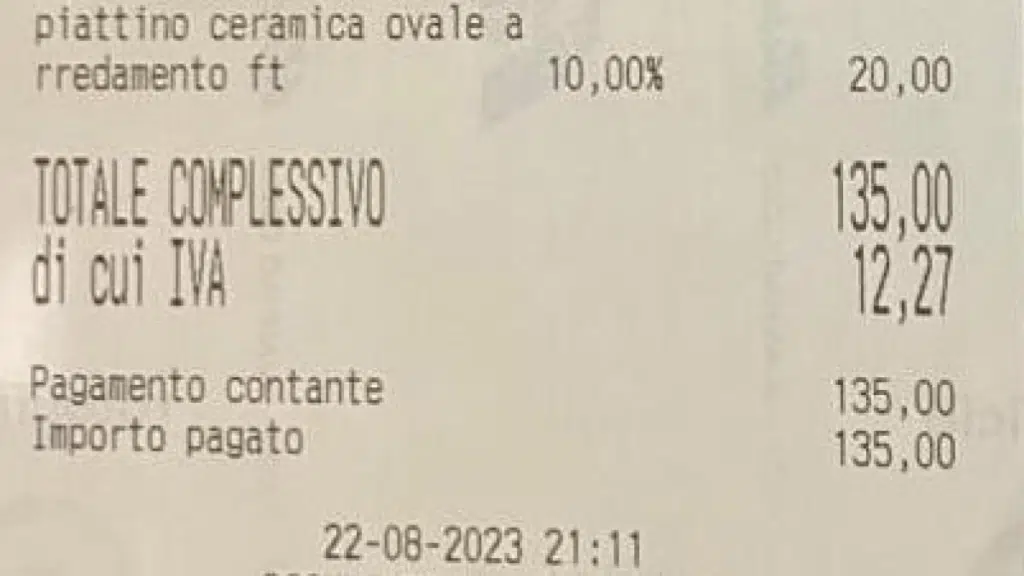 piattino ceramica ovale a
rredamento ft 10,00% 20,00
TOTALE COMPLESSIVO 135,00
di cui IVA 12,27
Pagamento contante 135,00
Importo pagato 135,00
22-08-2023 21:11